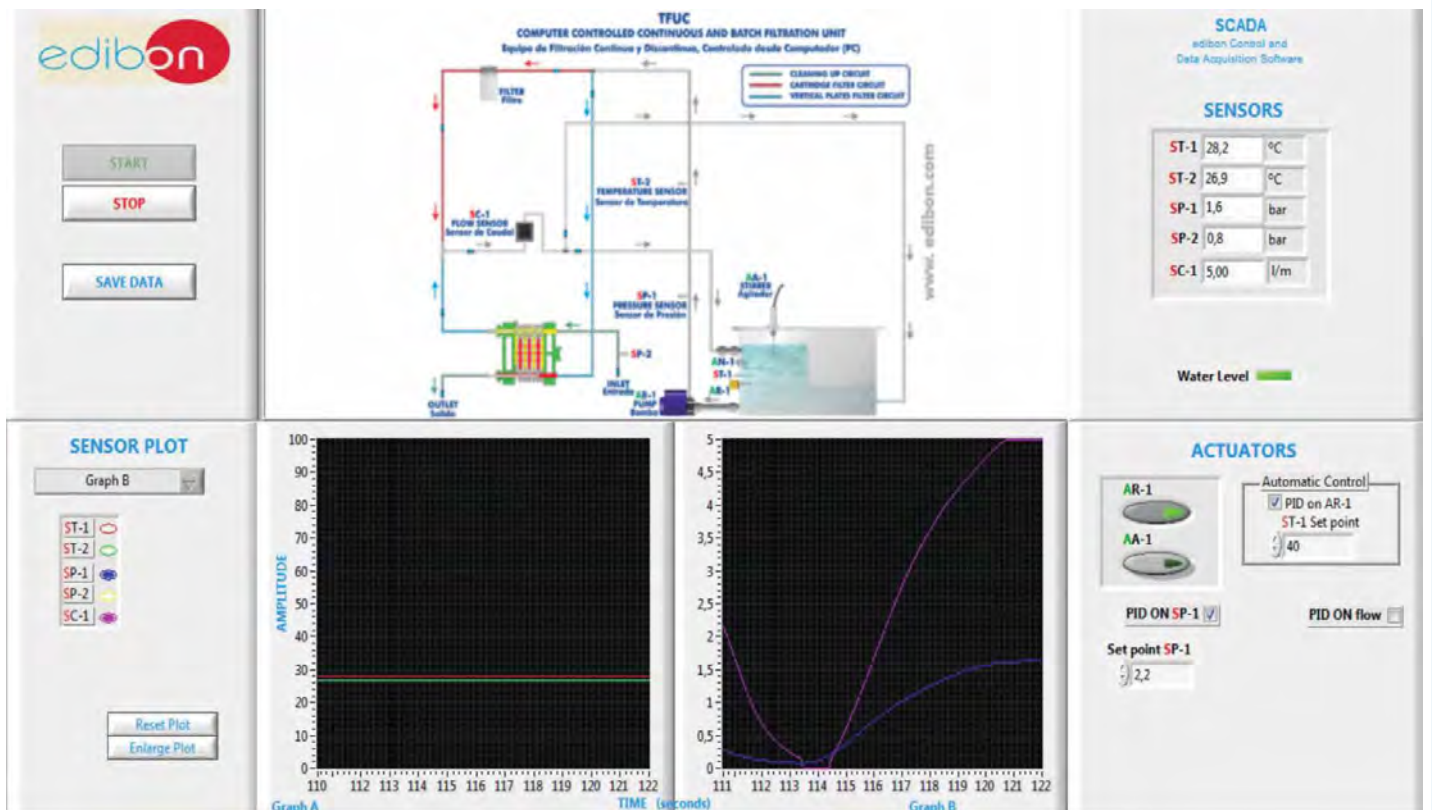 edibon
START
STOP
SAVE DATA
TFUC
COMPUTER CONTROLLED CONTINUOUS AND BATCH FILTRATION UNIT
Equipo de Filtración Continua y Discontinua, Controlado desde Computador (PC)
CLEANING UP CIRCUIT
CARTRIDGE FILTER CIRCUIT
VERTICAL PLATES FILTER CIRCUIT
FILTER
Filtro
ST-2
TEMPERATURE SENSOR
Sensor de Temperatura
SC-1
FLOW SENSOR
Sensor de Caudal
AA-1
STIRRER
Agitador
SP-1
PRESSURE SENSOR
Sensor de Presión
www. edibon.com
SP-2
INLET
Entrada
OUTLET
Salida
AB-1
PUMP
Bomba
AN-1
ST-1
AR-1
SCADA
edibon Control and
Data Acquisition Software
SENSORS
ST-1 28,2 ºC
ST-2 26,9 ºC
SP-1 1,6 bar
SP-2 0,8 bar
SC-1 5,00 l/m
Water Level
SENSOR PLOT
Graph B
ST-1
ST-2
SP-1
SP-2
SC-1
Reset Plot
Enlarge Plot
AMPLITUDE
100
90
80
70
60
50
40
30
20
10
0
110 111 112 113 114 115 116 117 118 119 120 121 122
Graph A
TIME (seconds)
5
4,5
4
3,5
3
2,5
2
1,5
1
0,5
0
111 112 113 114 115 116 117 118 119 120 121 122
Graph B
ACTUATORS
AR-1
AA-1
Automatic Control
PID on AR-1
ST-1 Set point
40
PID ON SP-1
PID ON flow
Set point SP-1
2,2